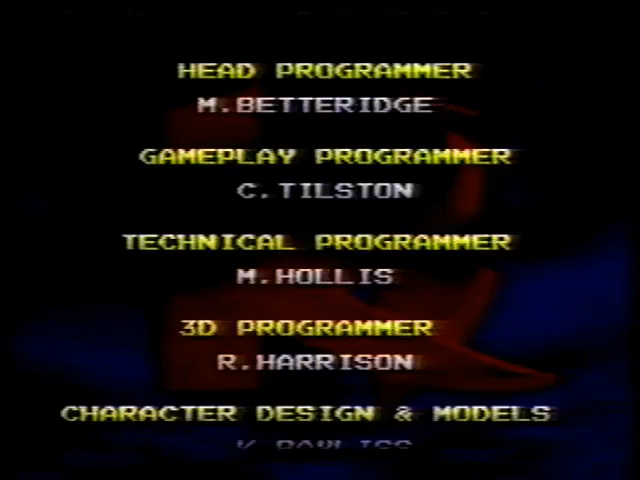 HEAD PROGRAMMER
M.BETTERIDGE
GAMEPLAY PROGRAMMER
C.TILSTON
TECHNICAL PROGRAMMER
M.HOLLIS
3D PROGRAMMER
R.HARRISON
CHARACTER DESIGN & MODELS